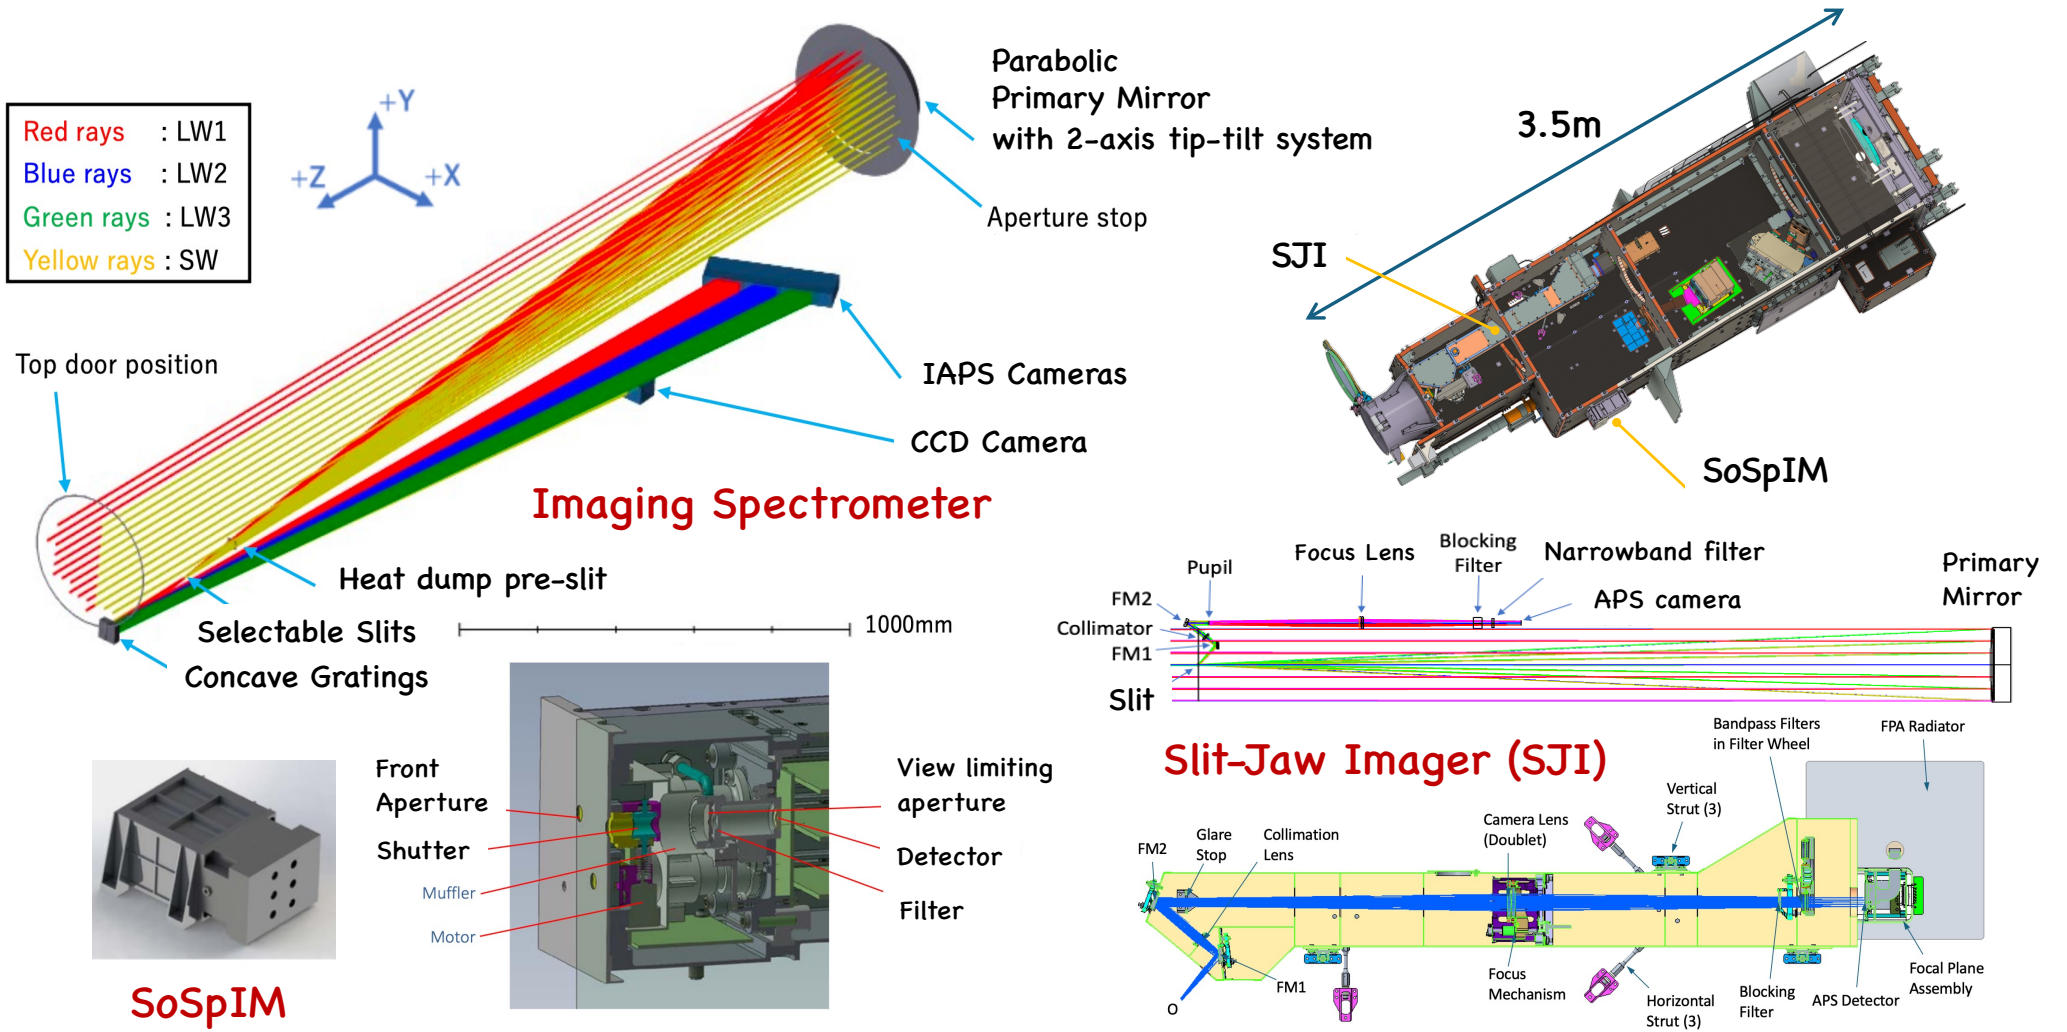 Parabolic
Primary Mirror
with 2-axis tip-tilt system
Aperture stop
Red rays : LW1
Blue rays : LW2
Green rays : LW3
Yellow rays : SW
+Y
+Z
+X
Top door position
IAPS Cameras
CCD Camera
Imaging Spectrometer
Heat dump pre-slit
Selectable Slits
Concave Gratings
1000mm
3.5m
SJI
SoSpIM
Pupil
Focus Lens
Blocking
Filter
Narrowband filter
Primary
Mirror
FM2
Collimator
FM1
APS camera
Slit
Slit-Jaw Imager (SJI)
Front
Aperture
Shutter
Muffler
Motor
View limiting
aperture
Detector
Filter
SoSpIM
Bandpass Filters
in Filter Wheel
FPA Radiator
Vertical
Strut (3)
Camera Lens
(Doublet)
Glare
Stop
Collimation
Lens
FM2
FM1
O
Focus
Mechanism
Horizontal
Strut (3)
Blocking
Filter
APS Detector
Focal Plane
Assembly